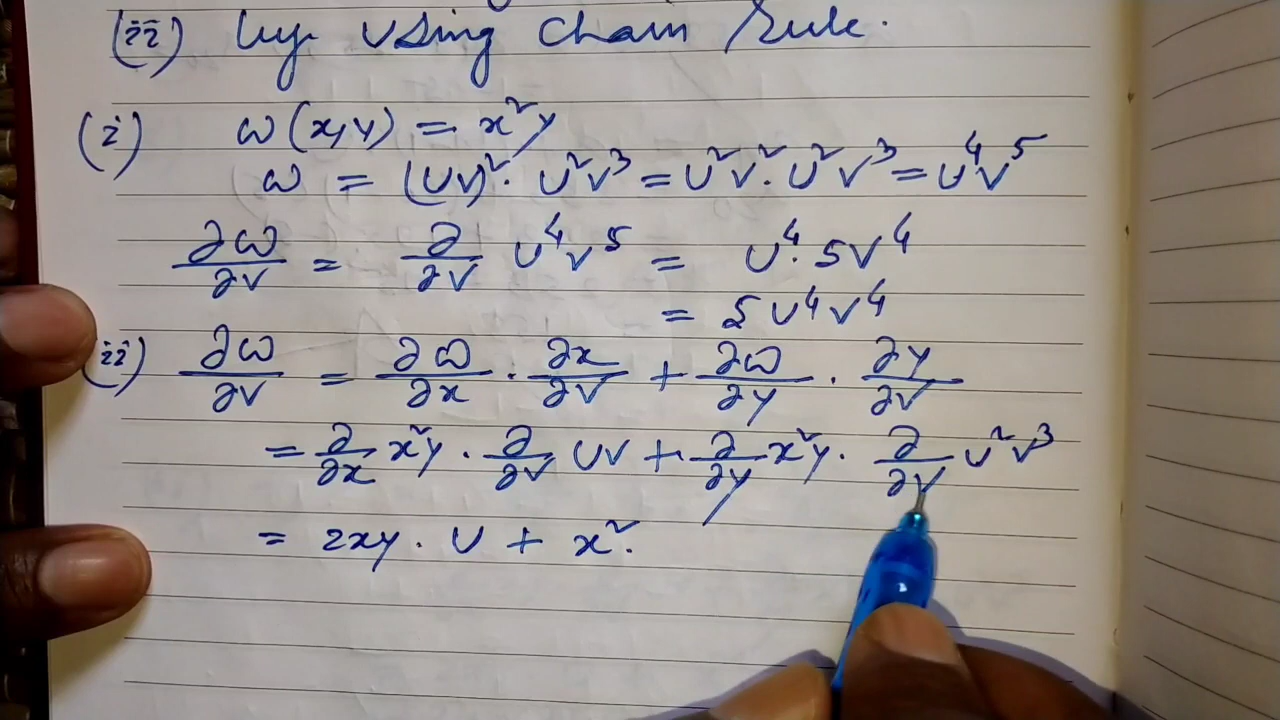 (ii) by using chain rule.
(i) ω(x,y) = x²y
ω = (uv)². u²v³ = u²v². u²v³ = u⁴v⁵
∂ω/∂v = ∂/∂v u⁴v⁵ = u⁴. 5v⁴
= 5u⁴v⁴
(ii) ∂ω/∂v = ∂ω/∂x . ∂x/∂v + ∂ω/∂y . ∂y/∂v
= ∂/∂x x²y . ∂/∂v uv + ∂/∂y x²y . ∂/∂v u²v³
= 2xy . u + x².